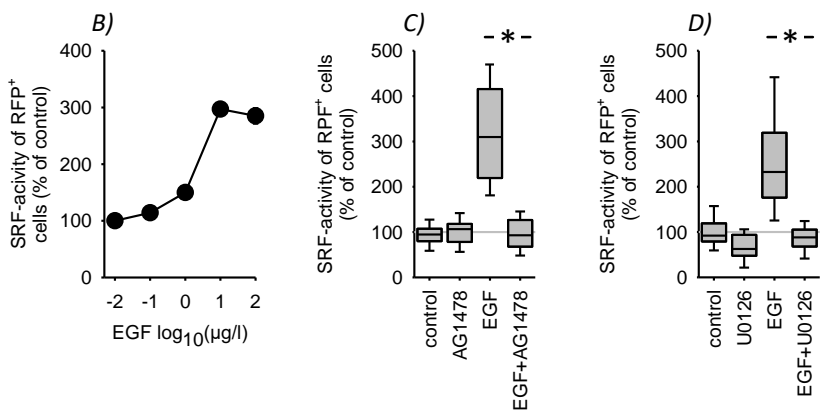 B)
SRF-acivity of RFP+
cells (% of control)
400
300
200
100
0
-2 -1 0 1 2
EGF log10(µg/l)
C)
SRF-activity of RPF+ cells
(% of control)
500
400
300
200
100
0
*
control
AG1478
EGF
EGF+AG1478
D)
SRF-activity of RFP+ cells
(% of control)
500
400
300
200
100
0
*
control
U0126
EGF
EGF+U0126